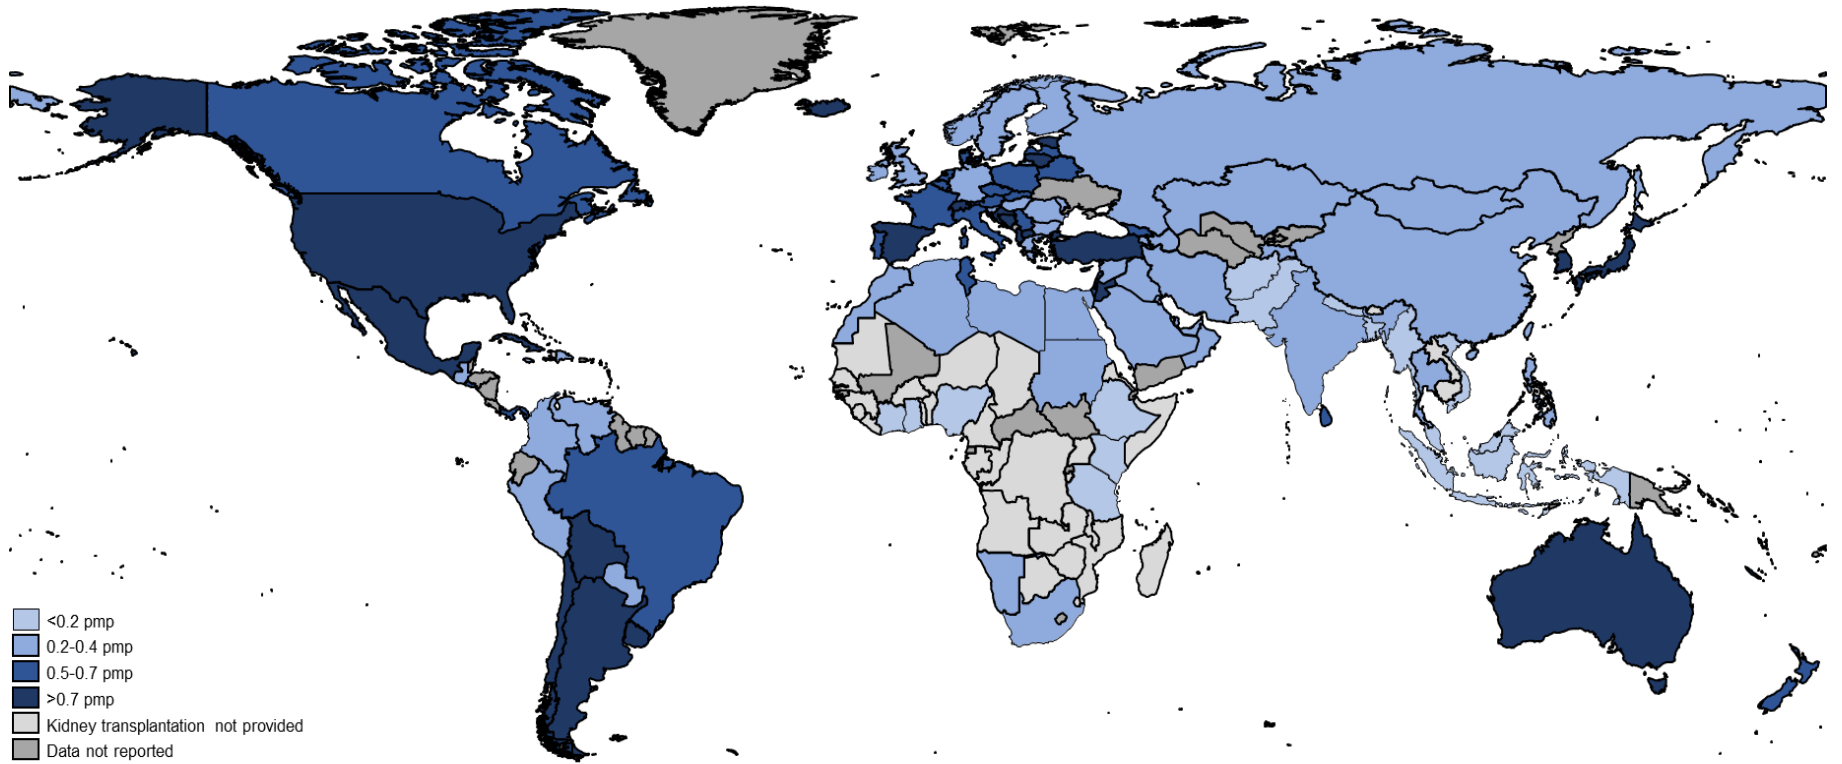 <0.2 pmp
0.2-0.4 pmp
0.5-0.7 pmp
>0.7 pmp
Kidney transplantation not provided
Data not reported